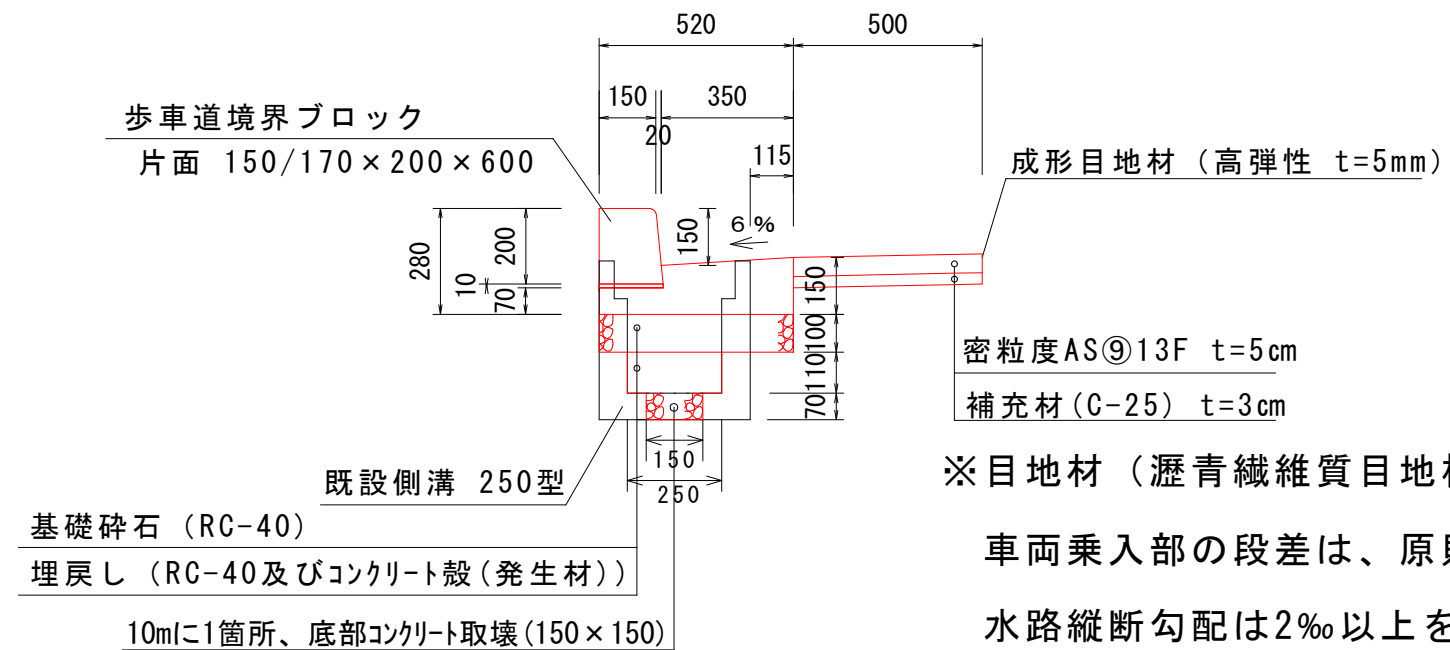 520
500
150
350
20
115
歩車道境界ブロック
片面 150/170×200×600
成形目地材（高弾性 t=5mm）
6%
280
200
10
70
150
150
100
110
70
密粒度AS⑨13F t=5cm
補充材(C-25) t=3cm
150
250
既設側溝 250型
基礎砕石（RC-40）
埋戻し（RC-40及びコンクリート殻(発生材)）
10mに1箇所、底部コンクリート取壊(150×150)
※目地材（瀝青繊維質目地
車両乗入部の段差は、原
水路縦断勾配は2‰以上を